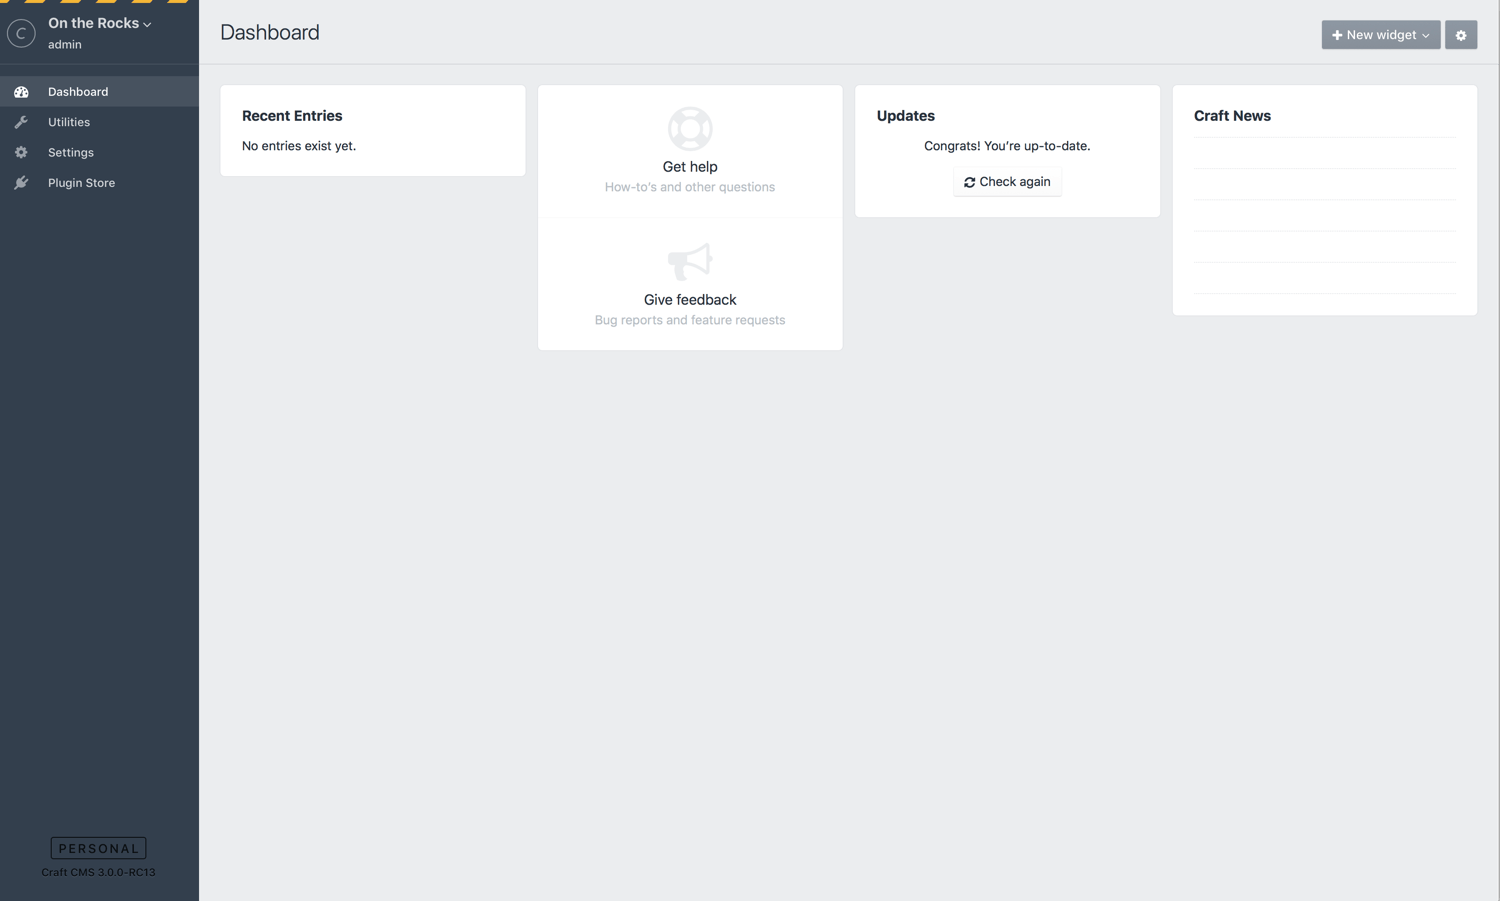 C
On the Rocks
admin
Dashboard
Utilities
Settings
Plugin Store
PERSONAL
Craft CMS 3.0.0-RC13
Dashboard
New widget
Recent Entries
No entries exist yet.
Get help
How-to’s and other questions
Give feedback
Bug reports and feature requests
Updates
Congrats! You’re up-to-date.
Check again
Craft News